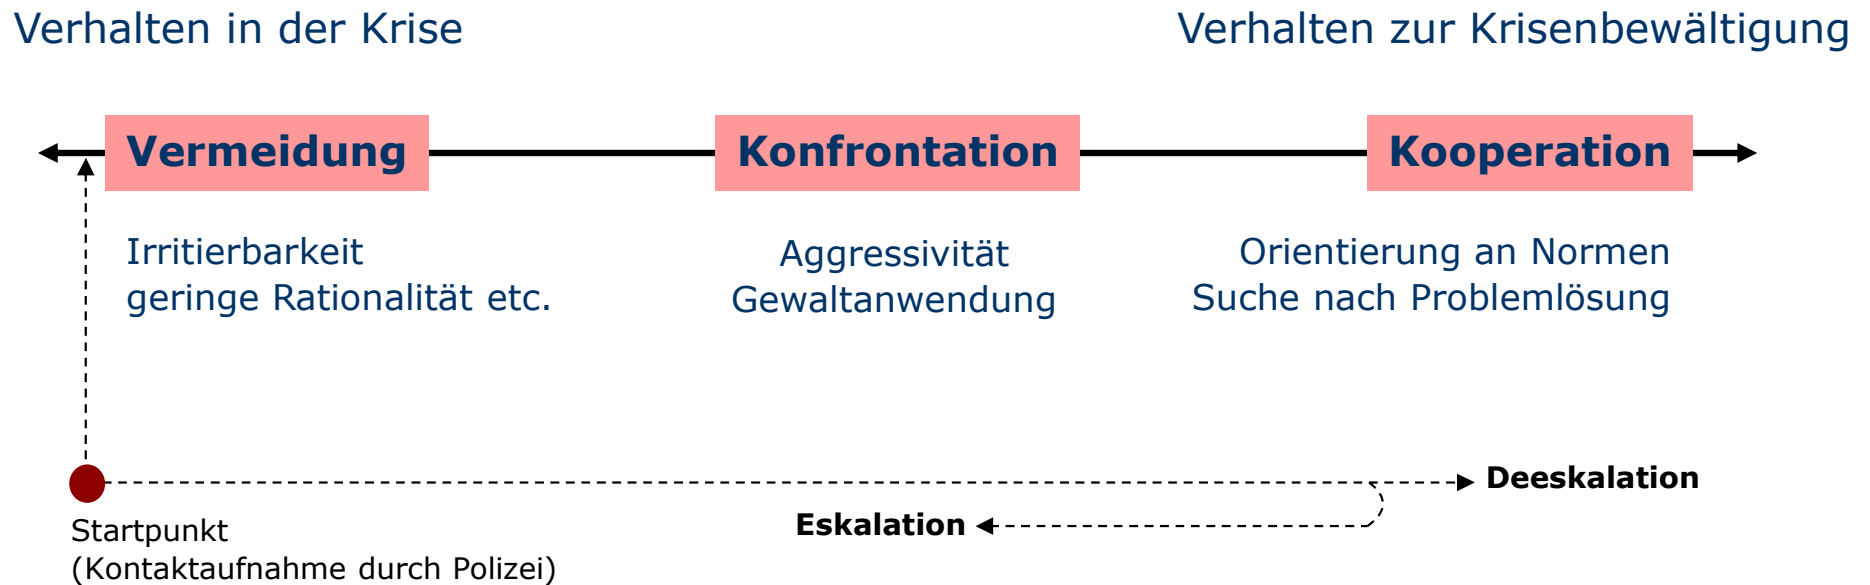 Verhalten in der Krise
Verhalten zur Krisenbewältigung
Vermeidung
Konfrontation
Kooperation
Irritierbarkeit
geringe Rationalität etc.
Aggressivität
Gewaltanwendung
Orientierung an Normen
Suche nach Problemlösung
Deeskalation
Eskalation
Startpunkt
(Kontaktaufnahme durch Polizei)